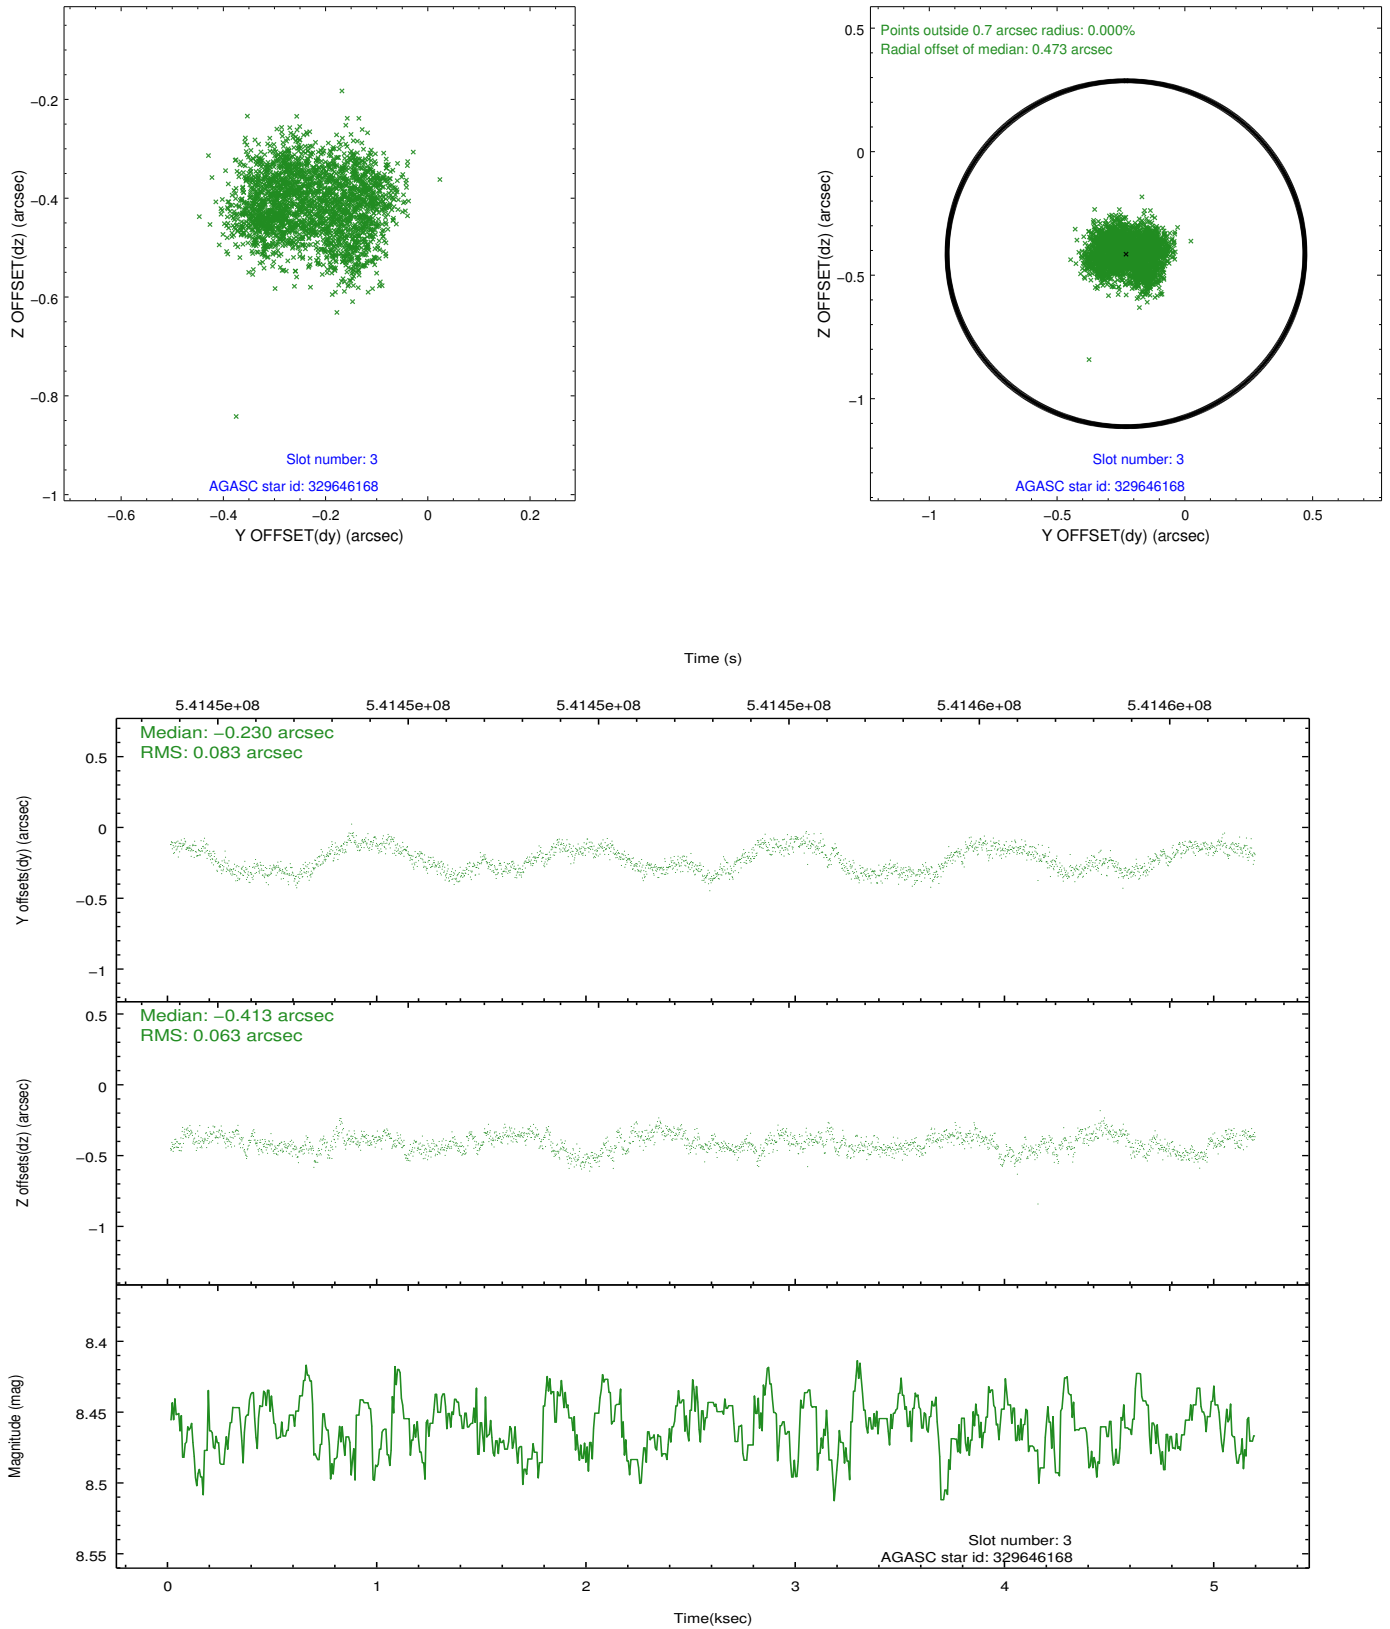 −0.2
−0.4
−0.6
−0.8
−1
Z OFFSET(dz) (arcsec)
Slot number: 3
AGASC star id: 329646168
−0.6 −0.4 −0.2 0 0.2
Y OFFSET(dy) (arcsec)
Points outside 0.7 arcsec radius: 0.000%
Radial offset of median: 0.473 arcsec
0.5
0
−0.5
−1
Z OFFSET(dz) (arcsec)
Slot number: 3
AGASC star id: 329646168
−1 −0.5 0 0.5
Y OFFSET(dy) (arcsec)
Time (s)
5.4145e+08 5.4145e+08 5.4145e+08 5.4145e+08 5.4146e+08 5.4146e+08
Median: −0.230 arcsec
RMS: 0.083 arcsec
0.5
0
−0.5
−1
Y offsets(dy) (arcsec)
Median: −0.413 arcsec
RMS: 0.063 arcsec
0.5
0
−0.5
−1
Z offsets(dz) (arcsec)
8.4
8.45
8.5
8.55
Magnitude (mag)
Slot number: 3
AGASC star id: 329646168
0 1 2 3 4 5
Time(ksec)